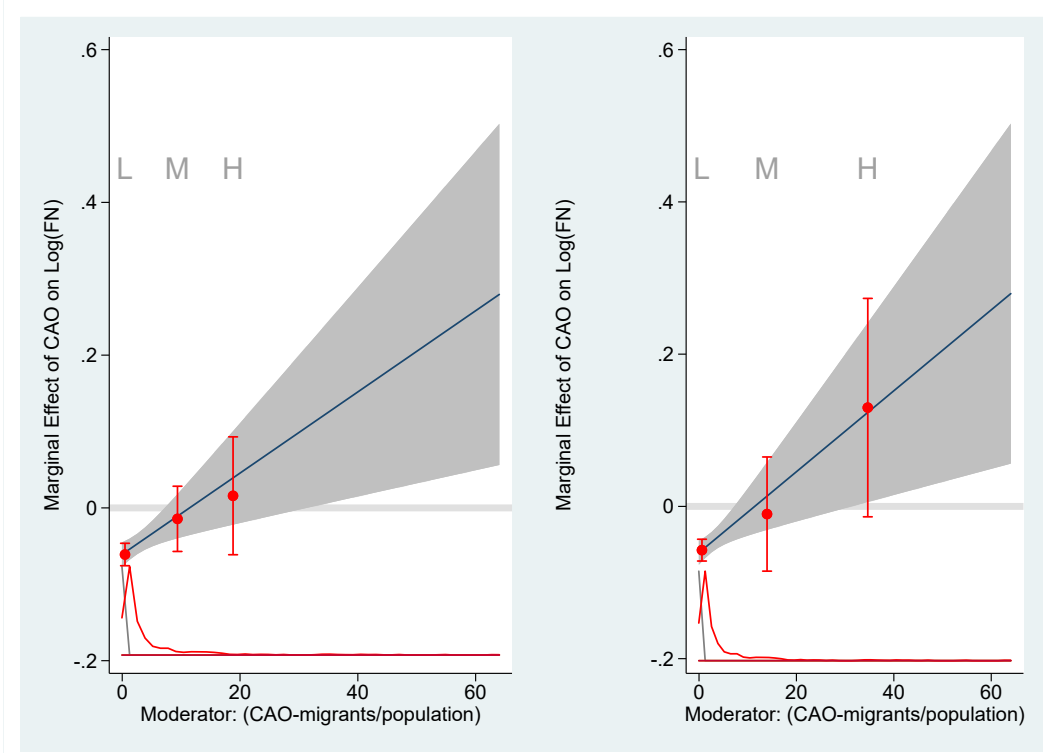 Marginal Effect of CAO on Log(FN)
.6
.4
.2
0
-.2
L M H
0 20 40 60
Moderator: (CAO-migrants/population)
Marginal Effect of CAO on Log(FN)
.6
.4
.2
0
-.2
L M H
0 20 40 60
Moderator: (CAO-migrants/population)